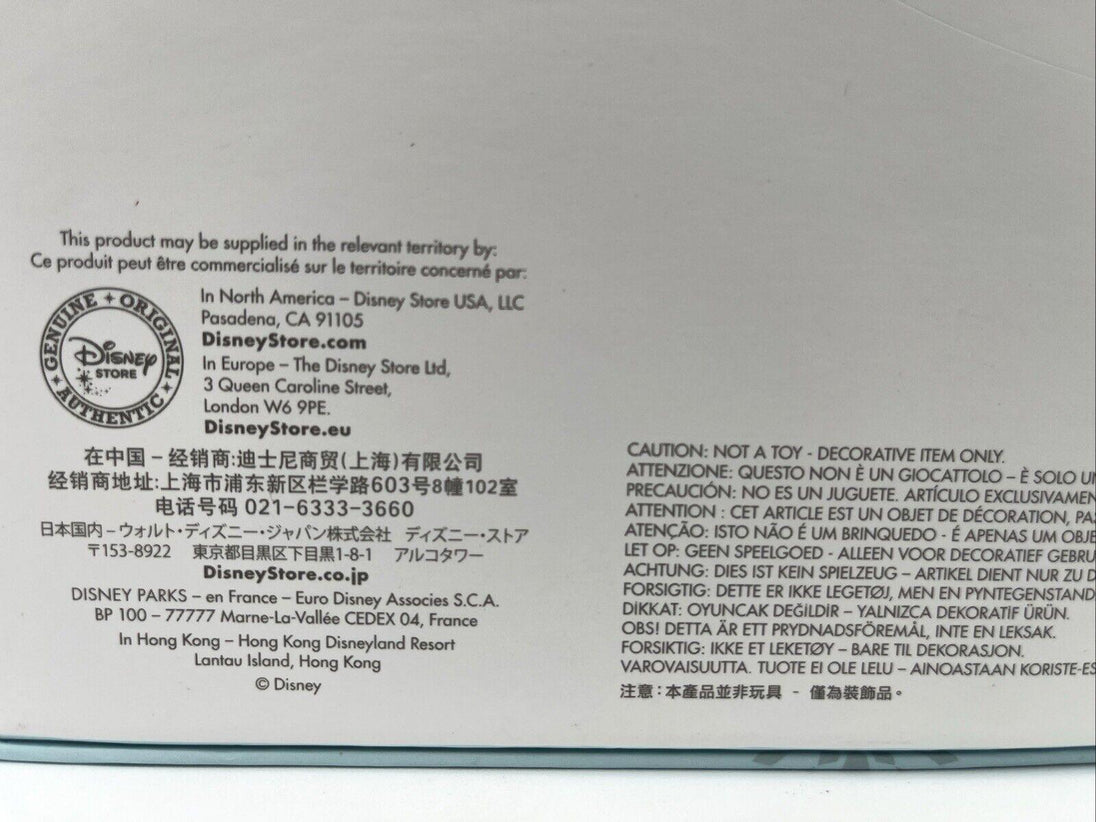 This product may be supplied in the relevant territory by:
Ce produit peut être commercialisé sur le territoire concerné par:
GENUINE ORIGINAL AUTHENTIC
Disney
STORE
In North America – Disney Store USA, LLC
Pasadena, CA 91105
DisneyStore.com
In Europe – The Disney Store Ltd,
3 Queen Caroline Street,
London W6 9PE.
DisneyStore.eu
在中国 – 经销商:迪士尼商贸(上海)有限公司
经销商地址:上海市浦东新区栏学路603号8幢102室
电话号码 021-6333-3660
日本国内 – ウォルト・ディズニー・ジャパン株式会社 ディズニー・ストア
〒153-8922 東京都目黒区下目黒1-8-1 アルコタワー
DisneyStore.co.jp
DISNEY PARKS – en France – Euro Disney Associes S.C.A.
BP 100 – 77777 Marne-La-Vallée CEDEX 04, France
In Hong Kong – Hong Kong Disneyland Resort
Lantau Island, Hong Kong
© Disney
CAUTION: NOT A TOY - DECORATIVE ITEM ONLY.
ATTENZIONE: QUESTO NON È UN GIOCATTOLO – È SOLO UN
PRECAUCIÓN: NO ES UN JUGUETE. ARTÍCULO EXCLUSIVAMEN
ATTENTION : CET ARTICLE EST UN OBJET DE DÉCORATION, PAS
ATENÇÃO: ISTO NÃO É UM BRINQUEDO - É APENAS UM OBJE
LET OP: GEEN SPEELGOED - ALLEEN VOOR DECORATIEF GEBRU
ACHTUNG: DIES IST KEIN SPIELZEUG – ARTIKEL DIENT NUR ZU D
FORSIGTIG: DETTE ER IKKE LEGETØJ, MEN EN PYNTEGENSTAND
DIKKAT: OYUNCAK DEĞILDİR – YALNIZCA DEKORATIF ÜRÜN.
OBS! DETTA ÄR ETT PRYDNADSFÖREMÅL, INTE EN LEKSAK.
FORSIKTIG: IKKE ET LEKETØY – BARE TIL DEKORASJON.
VAROVAISUUTTA. TUOTE EI OLE LELU – AINOASTAAN KORISTE-ES
注意：本產品並非玩具 - 僅為裝飾品。